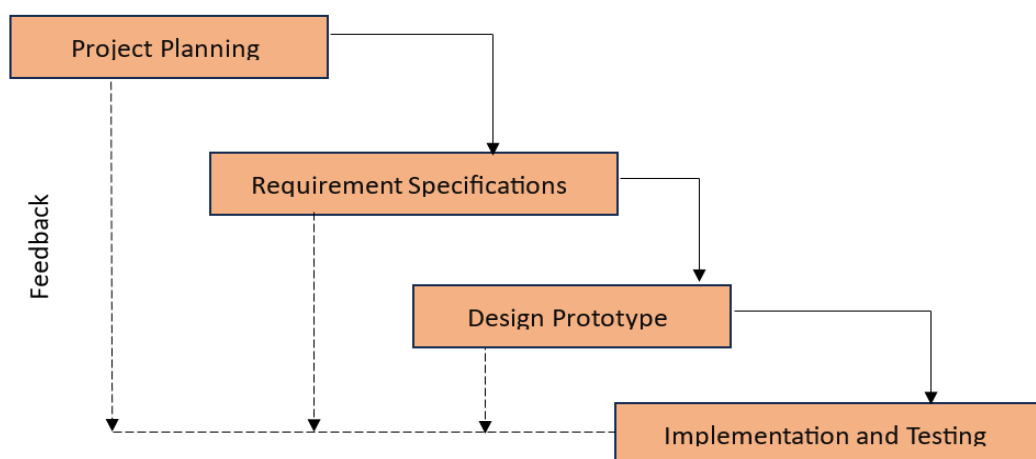 Project Planning
Requirement Specifications
Feedback
Design Prototype
Implementation and Testing